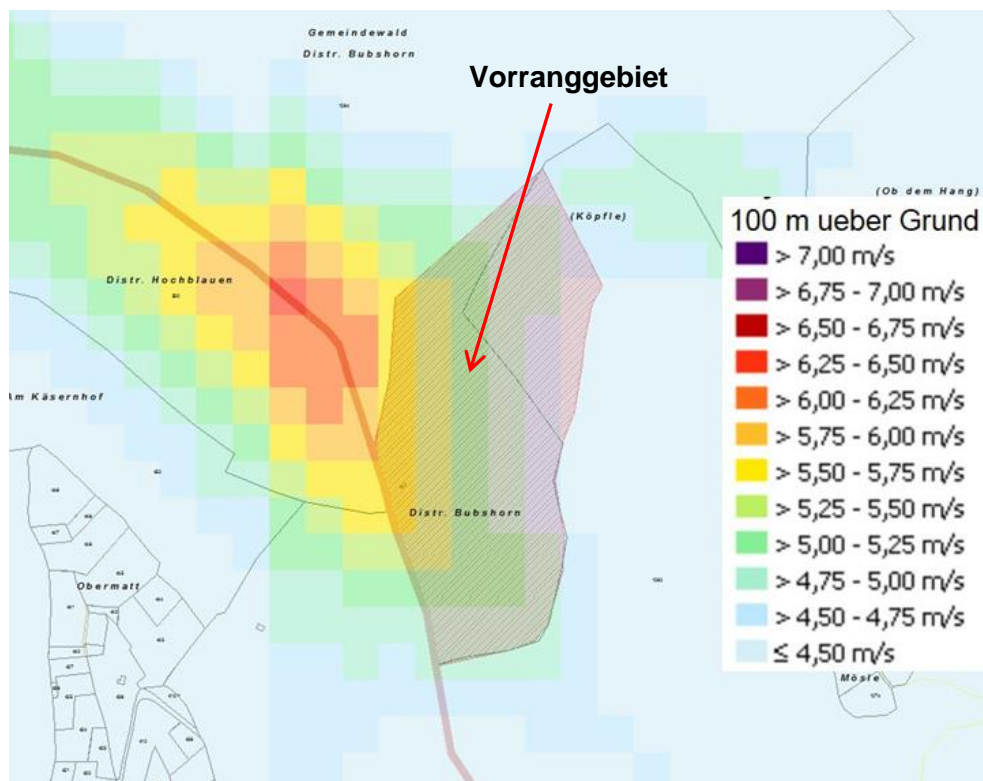 Gemeindewald
Distr. Bubshorn
Vorranggebiet
(Ob dem Hang)
(Köpfle)
100 m ueber Grund
> 7,00 m/s
> 6,75 - 7,00 m/s
> 6,50 - 6,75 m/s
> 6,25 - 6,50 m/s
> 6,00 - 6,25 m/s
> 5,75 - 6,00 m/s
> 5,50 - 5,75 m/s
> 5,25 - 5,50 m/s
> 5,00 - 5,25 m/s
> 4,75 - 5,00 m/s
> 4,50 - 4,75 m/s
≤ 4,50 m/s
Distr. Hochblauen
Am Käsernhof
Distr. Bubshorn
Obermatt
Mösle